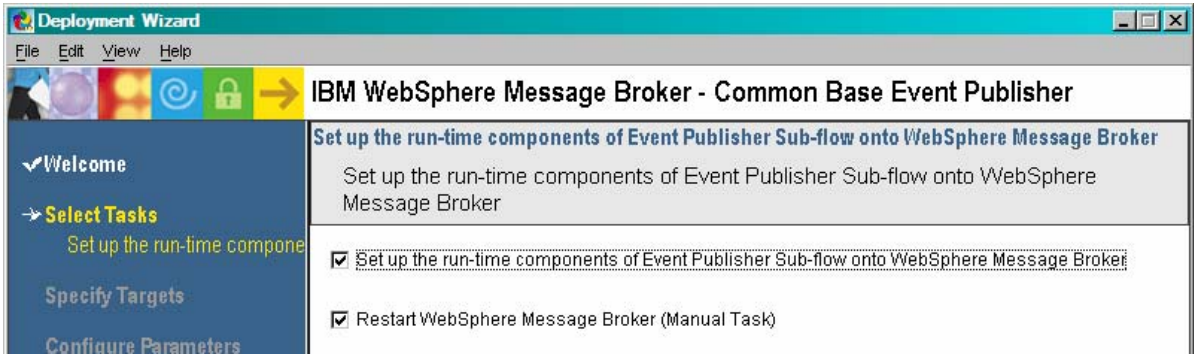 Deployment Wizard
File Edit View Help
IBM WebSphere Message Broker - Common Base Event Publisher
Welcome
Select Tasks
Set up the run-time compone
Specify Targets
Configure Parameters
Set up the run-time components of Event Publisher Sub-flow onto WebSphere Message Broker
Set up the run-time components of Event Publisher Sub-flow onto WebSphere
Message Broker
Set up the run-time components of Event Publisher Sub-flow onto WebSphere Message Broker
Restart WebSphere Message Broker (Manual Task)